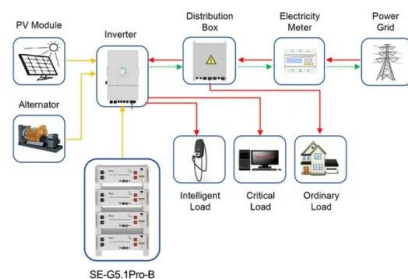 PV Module
Inverter
Distribution
Box
Electricity
Meter
Power
Grid
Alternator
Intelligent
Load
Critical
Load
Ordinary
Load
SE-G5.1Pro-B